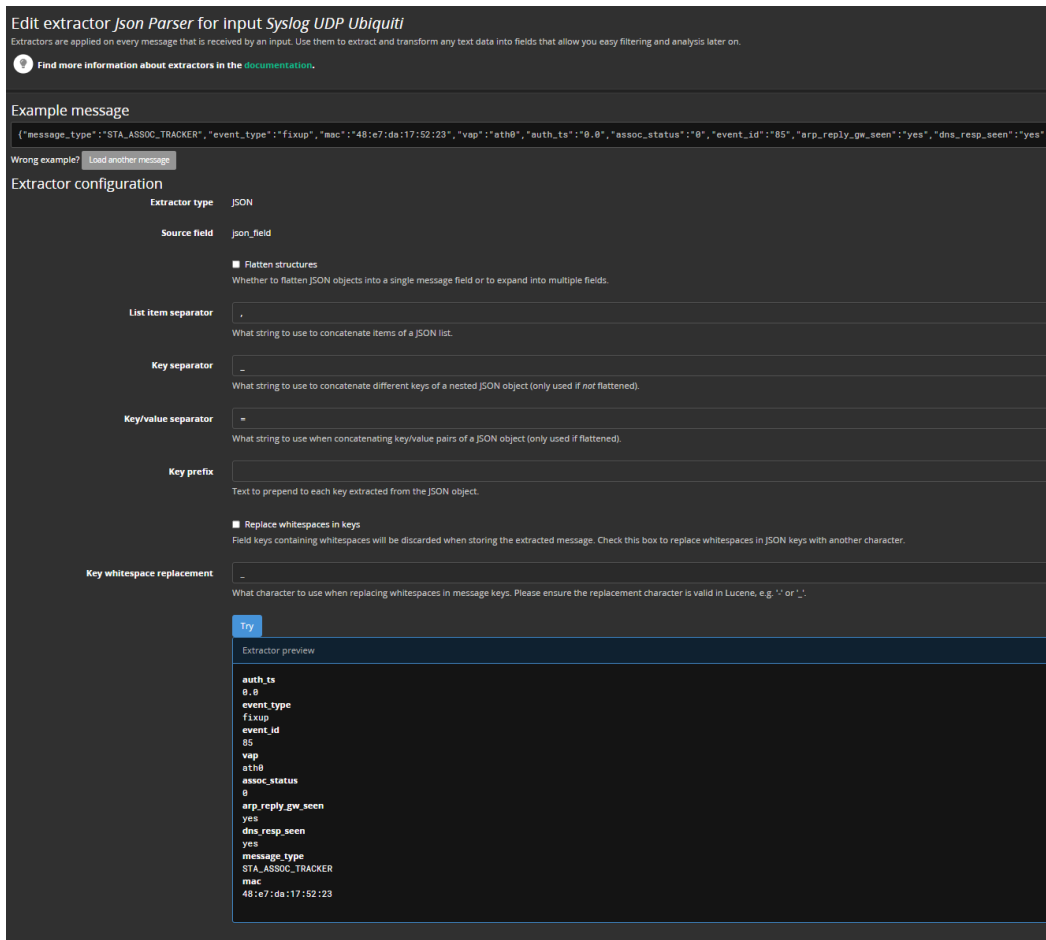 Edit extractor Json Parser for input Syslog UDP Ubiquiti
Extractors are applied on every message that is received by an input. Use them to extract and transform any text data into fields that allow you easy filtering and analysis later on.
Find more information about extractors in the documentation.
Example message
{"message_type":"STA_ASSOC_TRACKER","event_type":"fixup","mac":"48:e7:da:17:52:23","vap":"ath0","auth_ts":"0.0","assoc_status":"0","event_id":"85","arp_reply_gw_seen":"yes","dns_resp_seen":"yes"
Wrong example? Load another message
Extractor configuration
Extractor type JSON
Source field json_field
Flatten structures
Whether to flatten JSON objects into a single message field or to expand into multiple fields.
List item separator ,
What string to use to concatenate items of a JSON list.
Key separator _
What string to use to concatenate different keys of a nested JSON object (only used if not flattened).
Key/value separator =
What string to use when concatenating key/value pairs of a JSON object (only used if flattened).
Key prefix
Text to prepend to each key extracted from the JSON object.
Replace whitespaces in keys
Field keys containing whitespaces will be discarded when storing the extracted message. Check this box to replace whitespaces in JSON keys with another character.
Key whitespace replacement _
What character to use when replacing whitespaces in message keys. Please ensure the replacement character is valid in Lucene, e.g. '-' or '_'.
Try
Extractor preview
auth_ts
0.0
event_type
fixup
event_id
85
vap
ath0
assoc_status
0
arp_reply_gw_seen
yes
dns_resp_seen
yes
message_type
STA_ASSOC_TRACKER
mac
48:e7:da:17:52:23